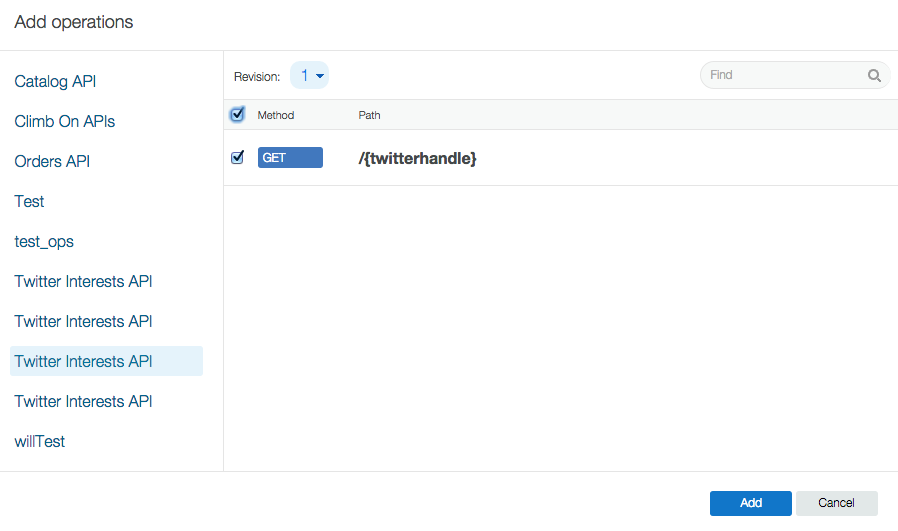 Add operations
Catalog API
Climb On APIs
Orders API
Test
test_ops
Twitter Interests API
Twitter Interests API
Twitter Interests API
Twitter Interests API
willTest
Revision: 1
Find
Method Path
GET /{twitterhandle}
Add Cancel